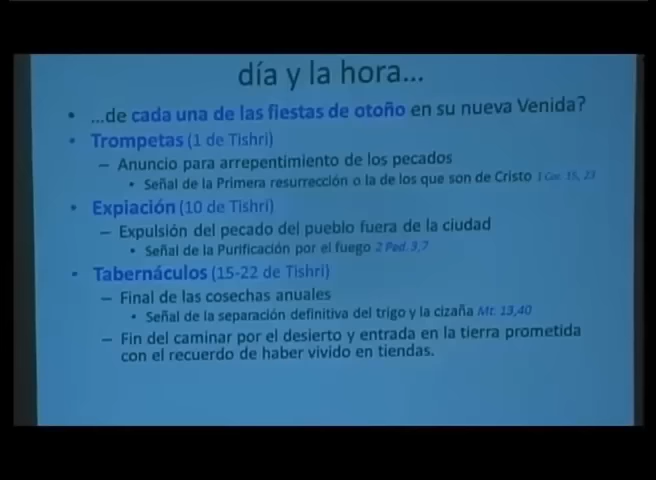 día y la hora...
• ...de cada una de las fiestas de otoño en su nueva Venida?
• Trompetas (1 de Tishri)
– Anuncio para arrepentimiento de los pecados
• Señal de la Primera resurrección o la de los que son de Cristo 1 Cor. 15, 23
• Expiación (10 de Tishri)
– Expulsión del pecado del pueblo fuera de la ciudad
• Señal de la Purificación por el fuego 2 Ped. 3,7
• Tabernáculos (15-22 de Tishri)
– Final de las cosechas anuales
• Señal de la separación definitiva del trigo y la cizaña Mt. 13,40
– Fin del caminar por el desierto y entrada en la tierra prometida
con el recuerdo de haber vivido en tiendas.